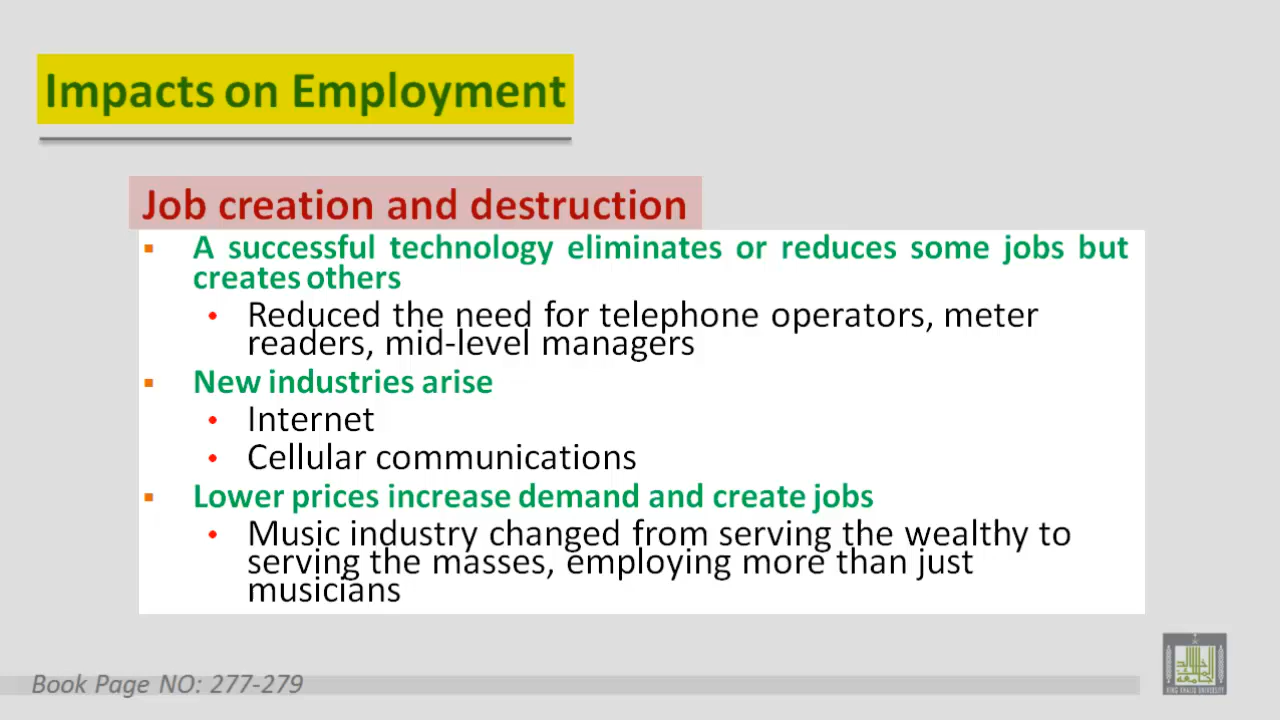 Impacts on Employment
Job creation and destruction
▪ A successful technology eliminates or reduces some jobs but
creates others
• Reduced the need for telephone operators, meter
readers, mid-level managers
▪ New industries arise
• Internet
• Cellular communications
▪ Lower prices increase demand and create jobs
• Music industry changed from serving the wealthy to
serving the masses, employing more than just
musicians
Book Page NO: 277-279
KING KHALID UNIVERSITY